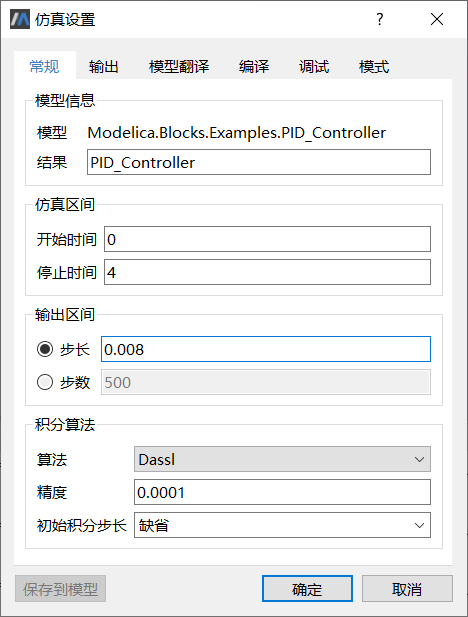 仿真设置
?
常规 输出 模型翻译 编译 调试 模式
模型信息
模型 Modelica.Blocks.Examples.PID_Controller
结果 PID_Controller
仿真区间
开始时间 0
停止时间 4
输出区间
步长 0.008
步数 500
积分算法
算法 Dassl
精度 0.0001
初始积分步长 缺省
保存到模型 确定 取消